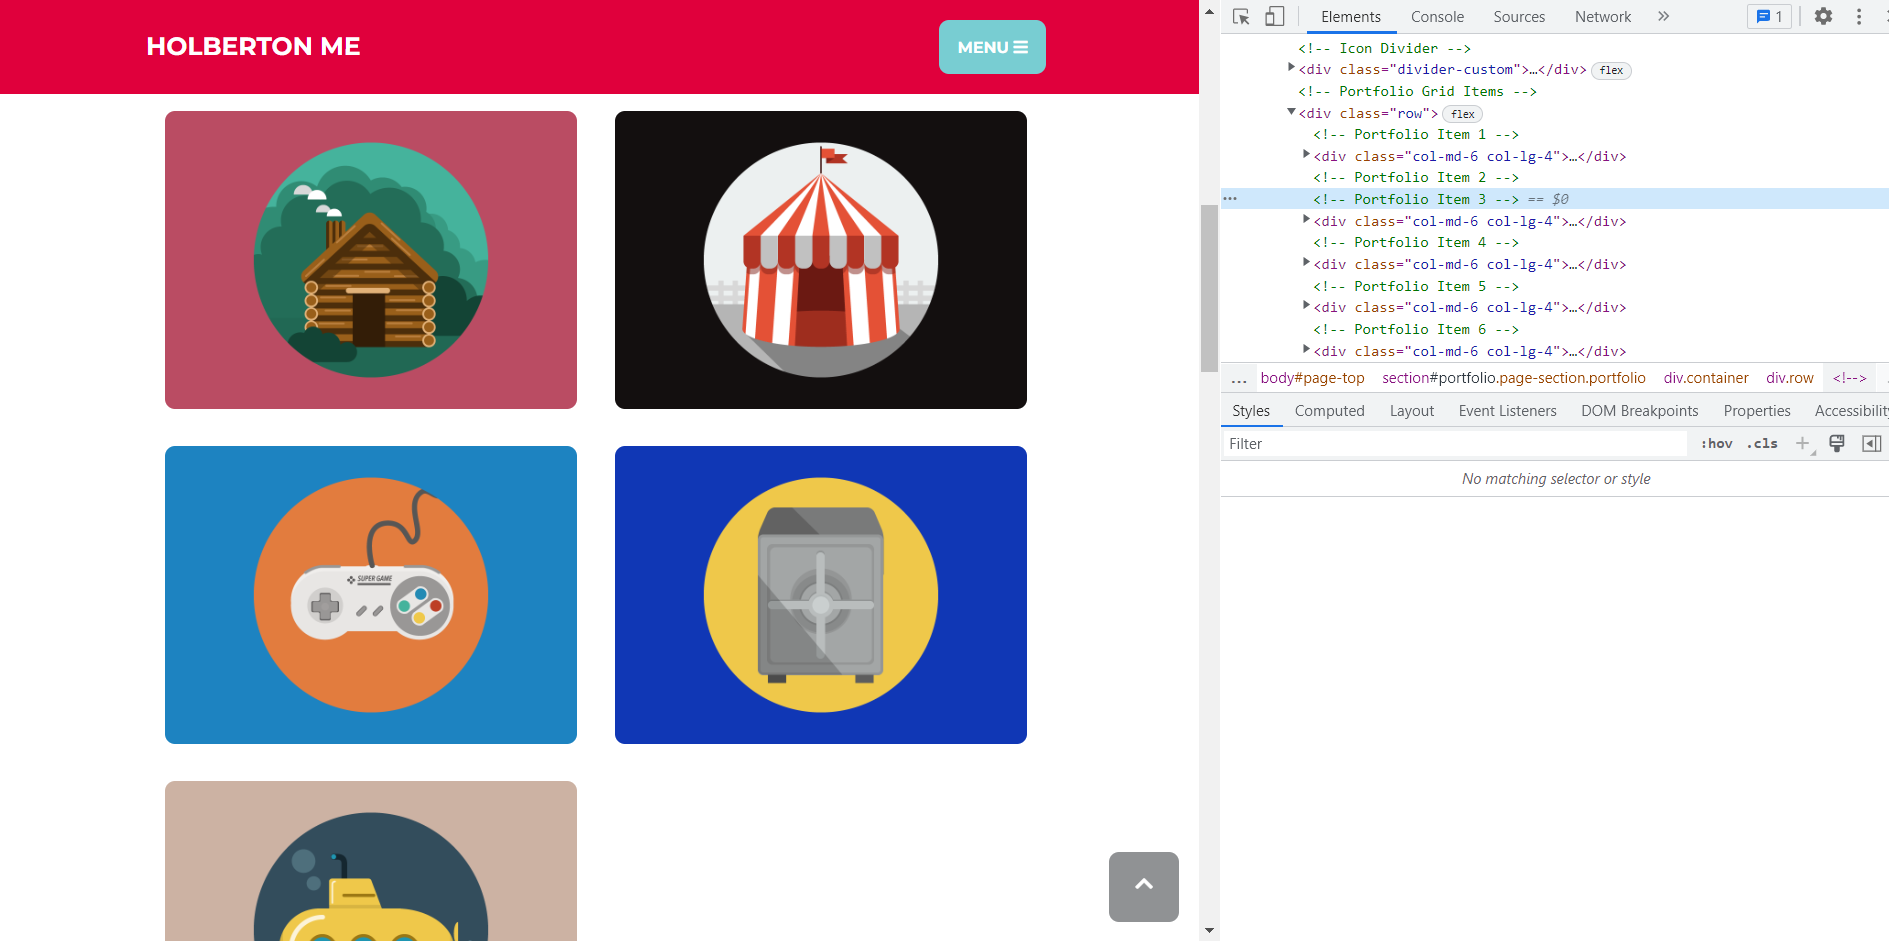 HOLBERTON ME
MENU
SUPER GAME
Elements Console Sources Network 1
<!-- Icon Divider -->
<div class="divider-custom">…</div> flex
<!-- Portfolio Grid Items -->
<div class="row"> flex
<!-- Portfolio Item 1 -->
<div class="col-md-6 col-lg-4">…</div>
<!-- Portfolio Item 2 -->
<!-- Portfolio Item 3 --> == $0
<div class="col-md-6 col-lg-4">…</div>
<!-- Portfolio Item 4 -->
<div class="col-md-6 col-lg-4">…</div>
<!-- Portfolio Item 5 -->
<div class="col-md-6 col-lg-4">…</div>
<!-- Portfolio Item 6 -->
<div class="col-md-6 col-lg-4">…</div>
... body#page-top section#portfolio.page-section.portfolio div.container div.row <!-->
Styles Computed Layout Event Listeners DOM Breakpoints Properties Accessibility
Filter :hov .cls
No matching selector or style